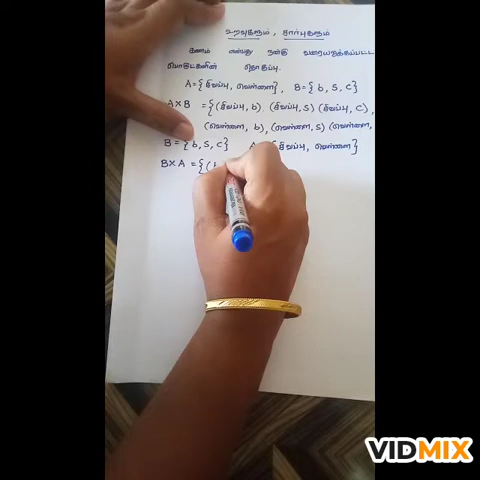 உறவுகளும், சார்புகளும்
கணம் என்பது நன்கு வரையறுக்கப்பட்ட
பொருட்களின் தொகுப்பு.
A = {சிவப்பு, வெள்ளை}, B = {b, S, C}
A X B = {(சிவப்பு, b) (சிவப்பு, S) (சிவப்பு, C),
(வெள்ளை, b), (வெள்ளை, S) (வெள்ளை,
B = {b, S, C} சிவப்பு, வெள்ளை}
B X A = {(
VIDMIX